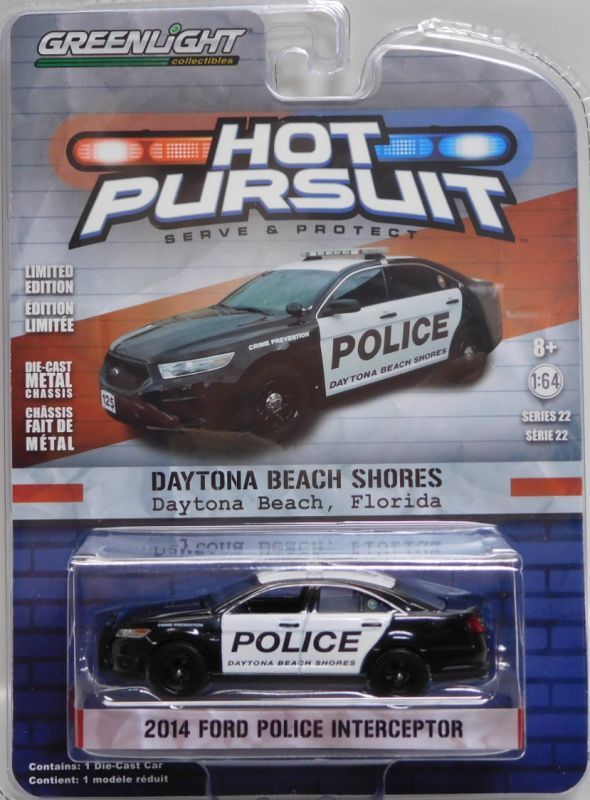 GREENLIGHT
collectibles
HOT
PURSUIT
SERVE & PROTECT
TM
LIMITED
EDITION
ÉDITION
LIMITÉE
DIE-CAST
METAL
CHASSIS
CHÂSSIS
FAIT DE
MÉTAL
CRIME PREVENTION
POLICE
DAYTONA BEACH SHORES
125
8+
1:64
SERIES 22
SÉRIE 22
DAYTONA BEACH SHORES
Daytona Beach, Florida
CRIME PREVENTION
POLICE
DAYTONA BEACH SHORES
2014 FORD POLICE INTERCEPTOR
Contains: 1 Die-Cast Car
Contient: 1 modèle réduit